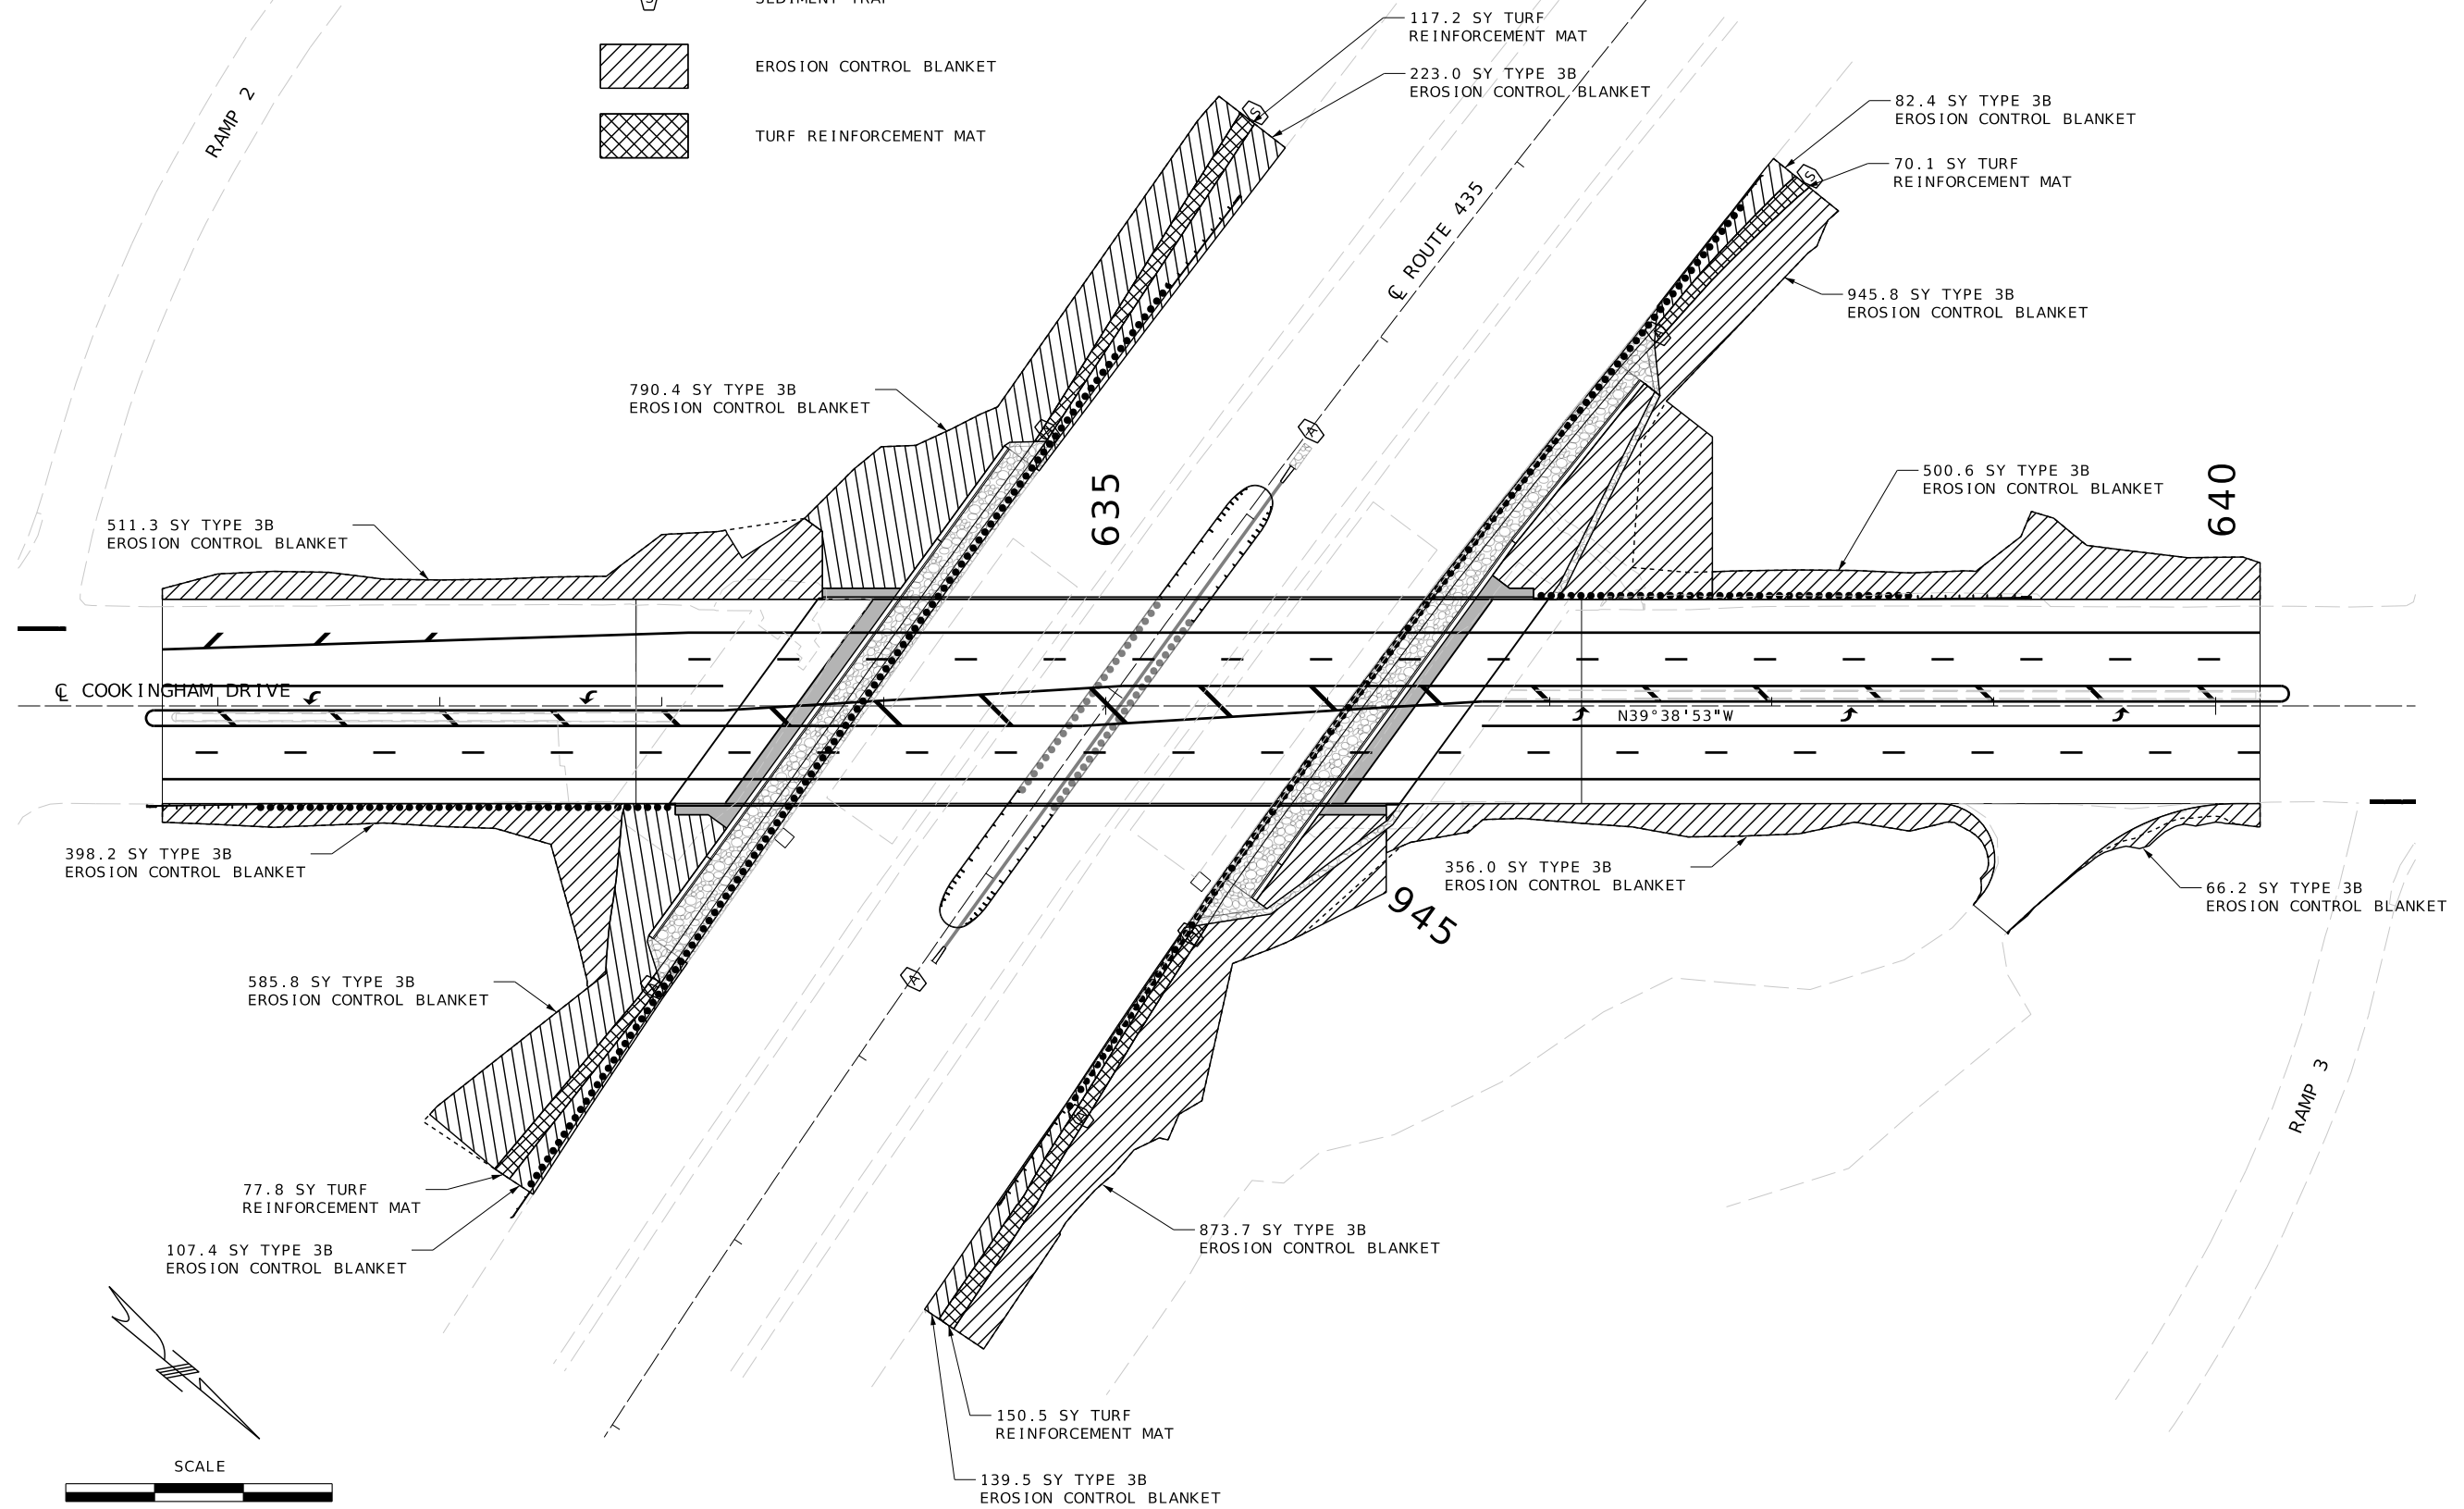 SEDIMENT TRAP
EROSION CONTROL BLANKET
TURF REINFORCEMENT MAT
RAMP 2
117.2 SY TURF
REINFORCEMENT MAT
223.0 SY TYPE 3B
EROSION CONTROL BLANKET
82.4 SY TYPE 3B
EROSION CONTROL BLANKET
70.1 SY TURF
REINFORCEMENT MAT
S
S
℄ ROUTE 435
945.8 SY TYPE 3B
EROSION CONTROL BLANKET
790.4 SY TYPE 3B
EROSION CONTROL BLANKET
A
635
500.6 SY TYPE 3B
EROSION CONTROL BLANKET
640
511.3 SY TYPE 3B
EROSION CONTROL BLANKET
℄ COOKINGHAM DRIVE
N39°38'53"W
398.2 SY TYPE 3B
EROSION CONTROL BLANKET
356.0 SY TYPE 3B
EROSION CONTROL BLANKET
66.2 SY TYPE 3B
EROSION CONTROL BLANKET
945
A
585.8 SY TYPE 3B
EROSION CONTROL BLANKET
RAMP 3
77.8 SY TURF
REINFORCEMENT MAT
107.4 SY TYPE 3B
EROSION CONTROL BLANKET
873.7 SY TYPE 3B
EROSION CONTROL BLANKET
150.5 SY TURF
REINFORCEMENT MAT
139.5 SY TYPE 3B
EROSION CONTROL BLANKET
SCALE